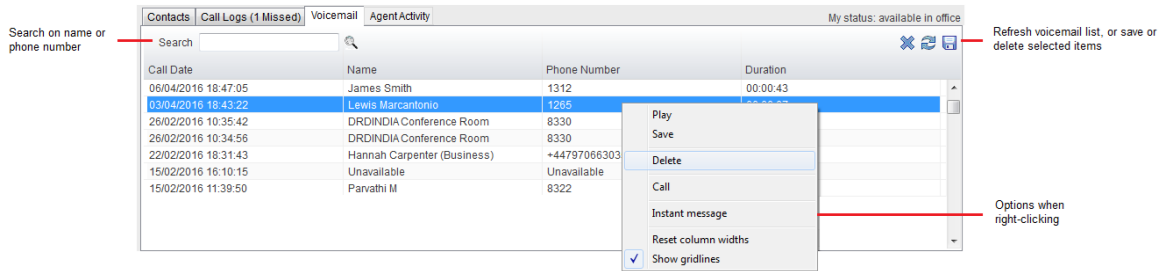 Contacts Call Logs (1 Missed) Voicemail Agent Activity My status: available in office
Search on name or
phone number
Search
Refresh voicemail list, or save or
delete selected items
Call Date Name Phone Number Duration
06/04/2016 18:47:05 James Smith 1312 00:00:43
03/04/2016 18:43:22 Lewis Marcantonio 1265
26/02/2016 10:35:42 DRDINDIA Conference Room 8330
26/02/2016 10:34:56 DRDINDIA Conference Room 8330
22/02/2016 18:31:43 Hannah Carpenter (Business) +44797066303
15/02/2016 16:10:15 Unavailable Unavailable
15/02/2016 11:39:50 Parvathi M 8322
Play
Save
Delete
Call
Instant message
Reset column widths
Show gridlines
Options when
right-clicking